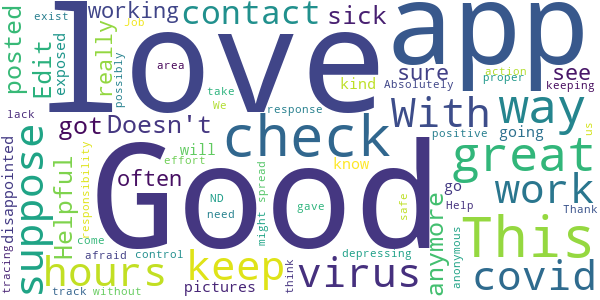 love
app
Good
working
contact
sick
posted
Edit
exist
exposed
really
Job
possibly
area
kind
sure
Absolutely
see
action
proper
keeping
With
way
lack
got
Doesn't
take
We
response
check
positive
going
us
suppose
disappointed
tracing
Helpful
responsibility
will
effort
often
know
great
work
go
Help
Thank
ND
need
might spread
gave
safe
This
anymore
anonymous
hours
come
afraid
control
keep
virus
depressing
covid
track
without
pictures
think